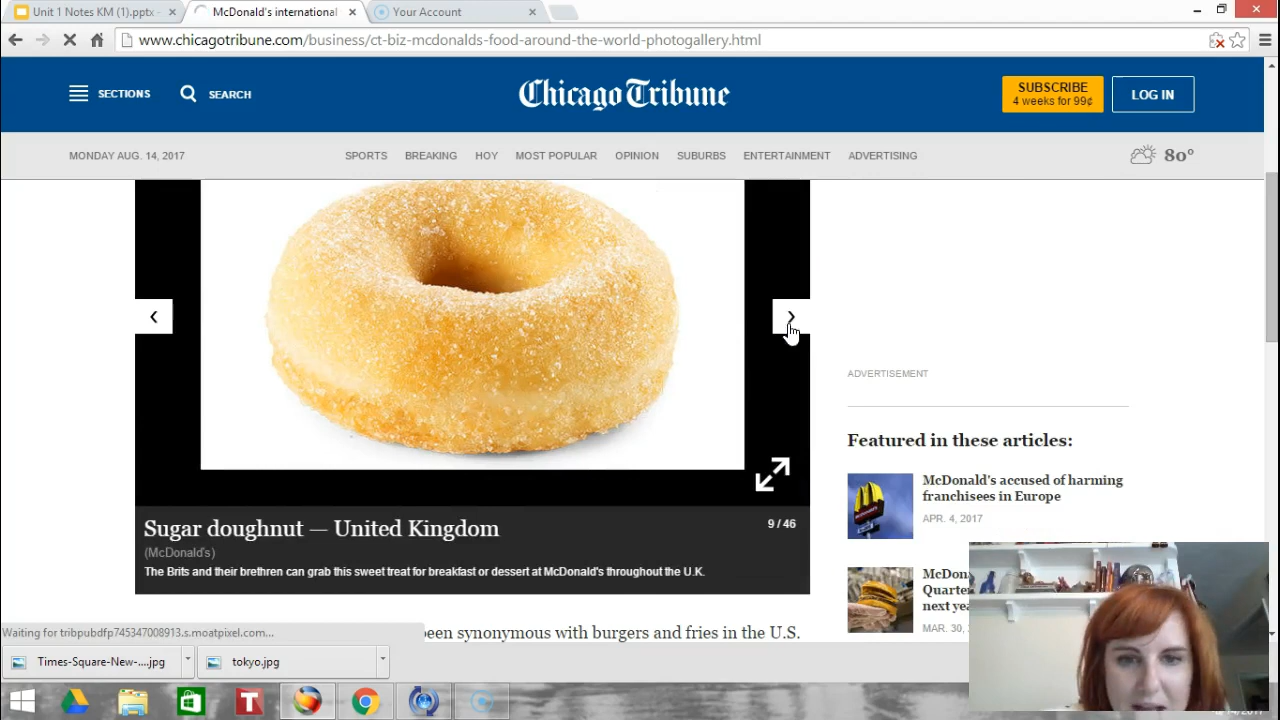 Unit 1 Notes KM (1).pptx -
McDonald's international
Your Account
www.chicagotribune.com/business/ct-biz-mcdonalds-food-around-the-world-photogallery.html
SECTIONS
SEARCH
Chicago Tribune
SUBSCRIBE
4 weeks for 99¢
LOG IN
MONDAY AUG. 14, 2017
SPORTS
BREAKING
HOY
MOST POPULAR
OPINION
SUBURBS
ENTERTAINMENT
ADVERTISING
80°
ADVERTISEMENT
Featured in these articles:
McDonald's accused of harming
franchisees in Europe
APR. 4, 2017
Sugar doughnut — United Kingdom
9 / 46
(McDonald's)
The Brits and their brethren can grab this sweet treat for breakfast or dessert at McDonald's throughout the U.K.
McDon
Quarte
next ye
MAR. 30,
Waiting for tribpubdfp745347008913.s.moatpixel.com...
een synonymous with burgers and fries in the U.S.
Times-Square-New-....jpg
tokyo.jpg